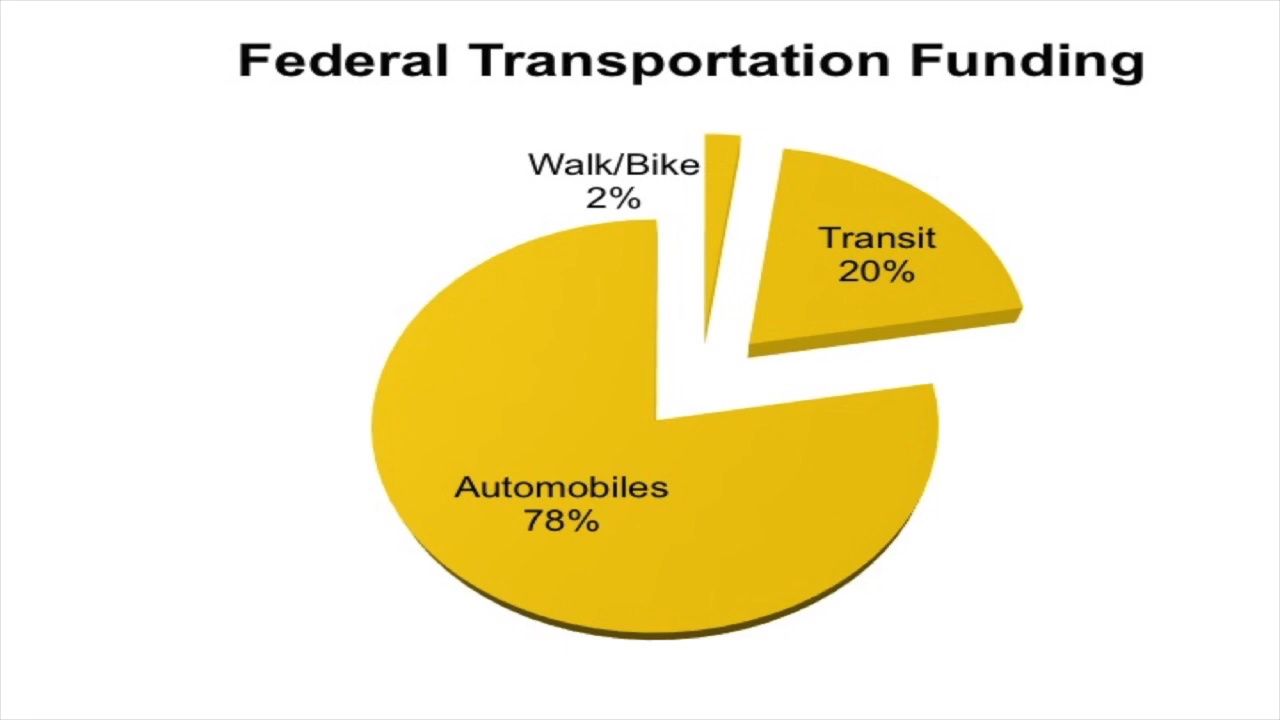 Federal Transportation Funding
Walk/Bike
2%
Transit
20%
Automobiles
78%